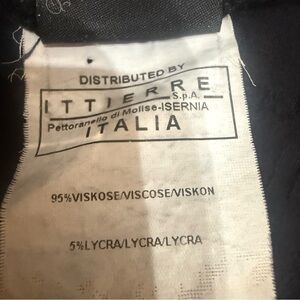 DISTRIBUTED BY
ITTIERRE S.p.A.
Pettoranello di Molise-ISERNIA
ITALIA
95%VISKOSE/VISCOSE/VISKON
5%LYCRA/LYCRA/LYCRA